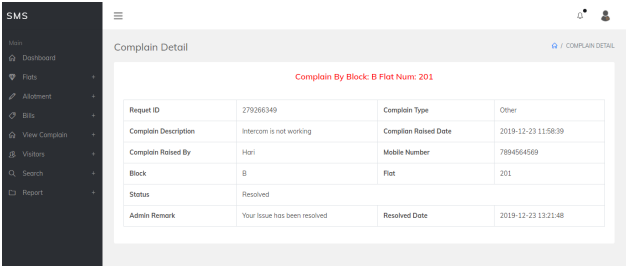 SMS
Main
Dashboard
Flats +
Allotment +
Bills +
View Complain +
Visitors +
Search +
Report +
Complain Detail
/ COMPLAIN DETAIL
Complain By Block: B Flat Num: 201
Requet ID 279266349 Complain Type Other
Complain Description Intercom is not working Complian Raised Date 2019-12-23 11:58:39
Complain Raised By Hari Mobile Number 7894564569
Block B Flat 201
Status Resolved
Admin Remark Your Issue has been resolved Resolved Date 2019-12-23 13:21:48